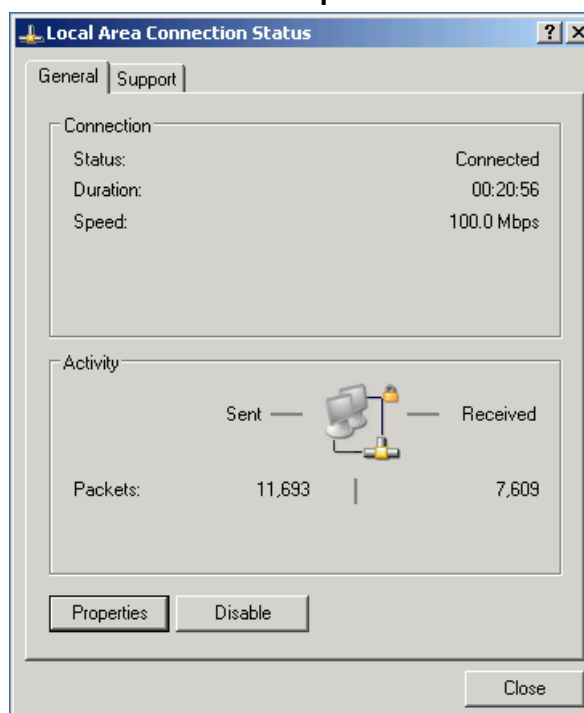 Local Area Connection Status
General Support
Connection
Status: Connected
Duration: 00:20:56
Speed: 100.0 Mbps
Activity
Sent Received
Packets: 11,693 7,609
Properties Disable
Close